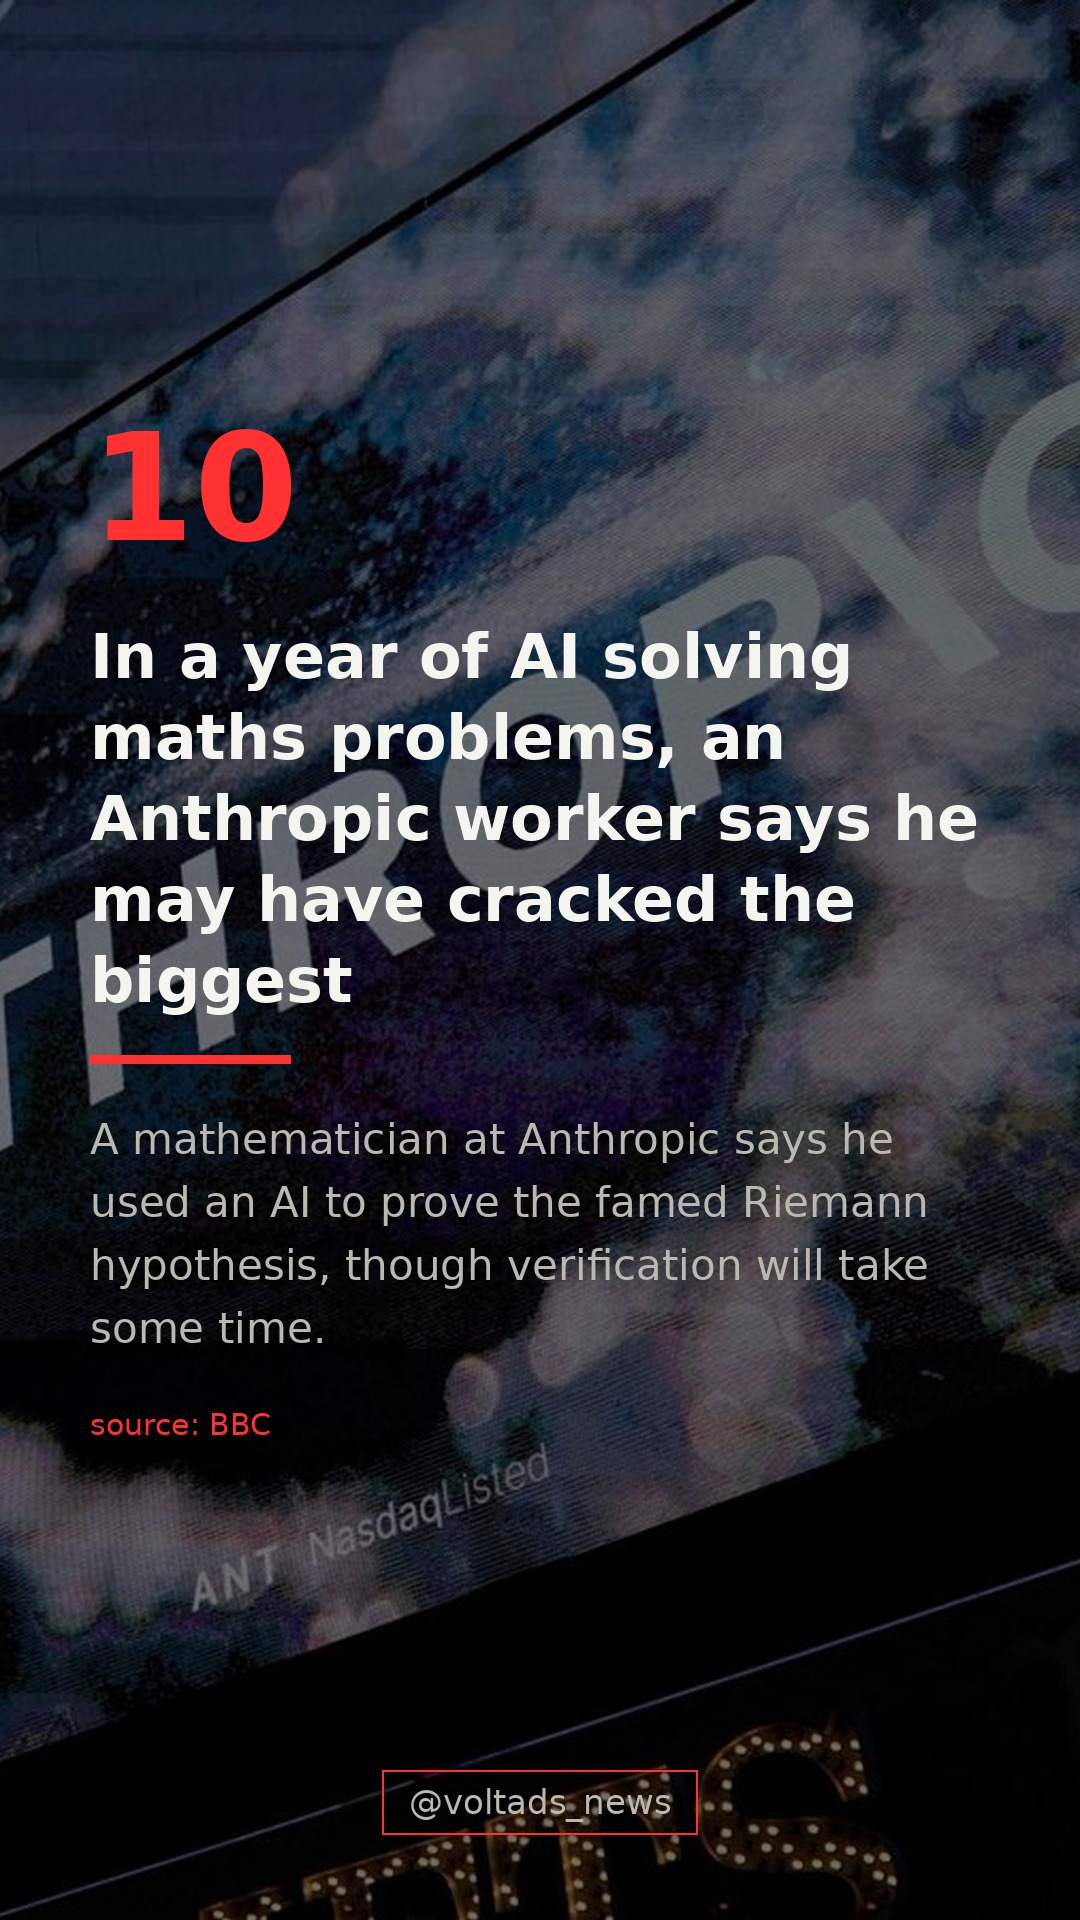 10
In a year of AI solving
maths problems, an
Anthropic worker says he
may have cracked the
biggest
A mathematician at Anthropic says he
used an AI to prove the famed Riemann
hypothesis, though verification will take
some time.
source: BBC
THROPIC
ANT NasdaqListed
@voltads_news